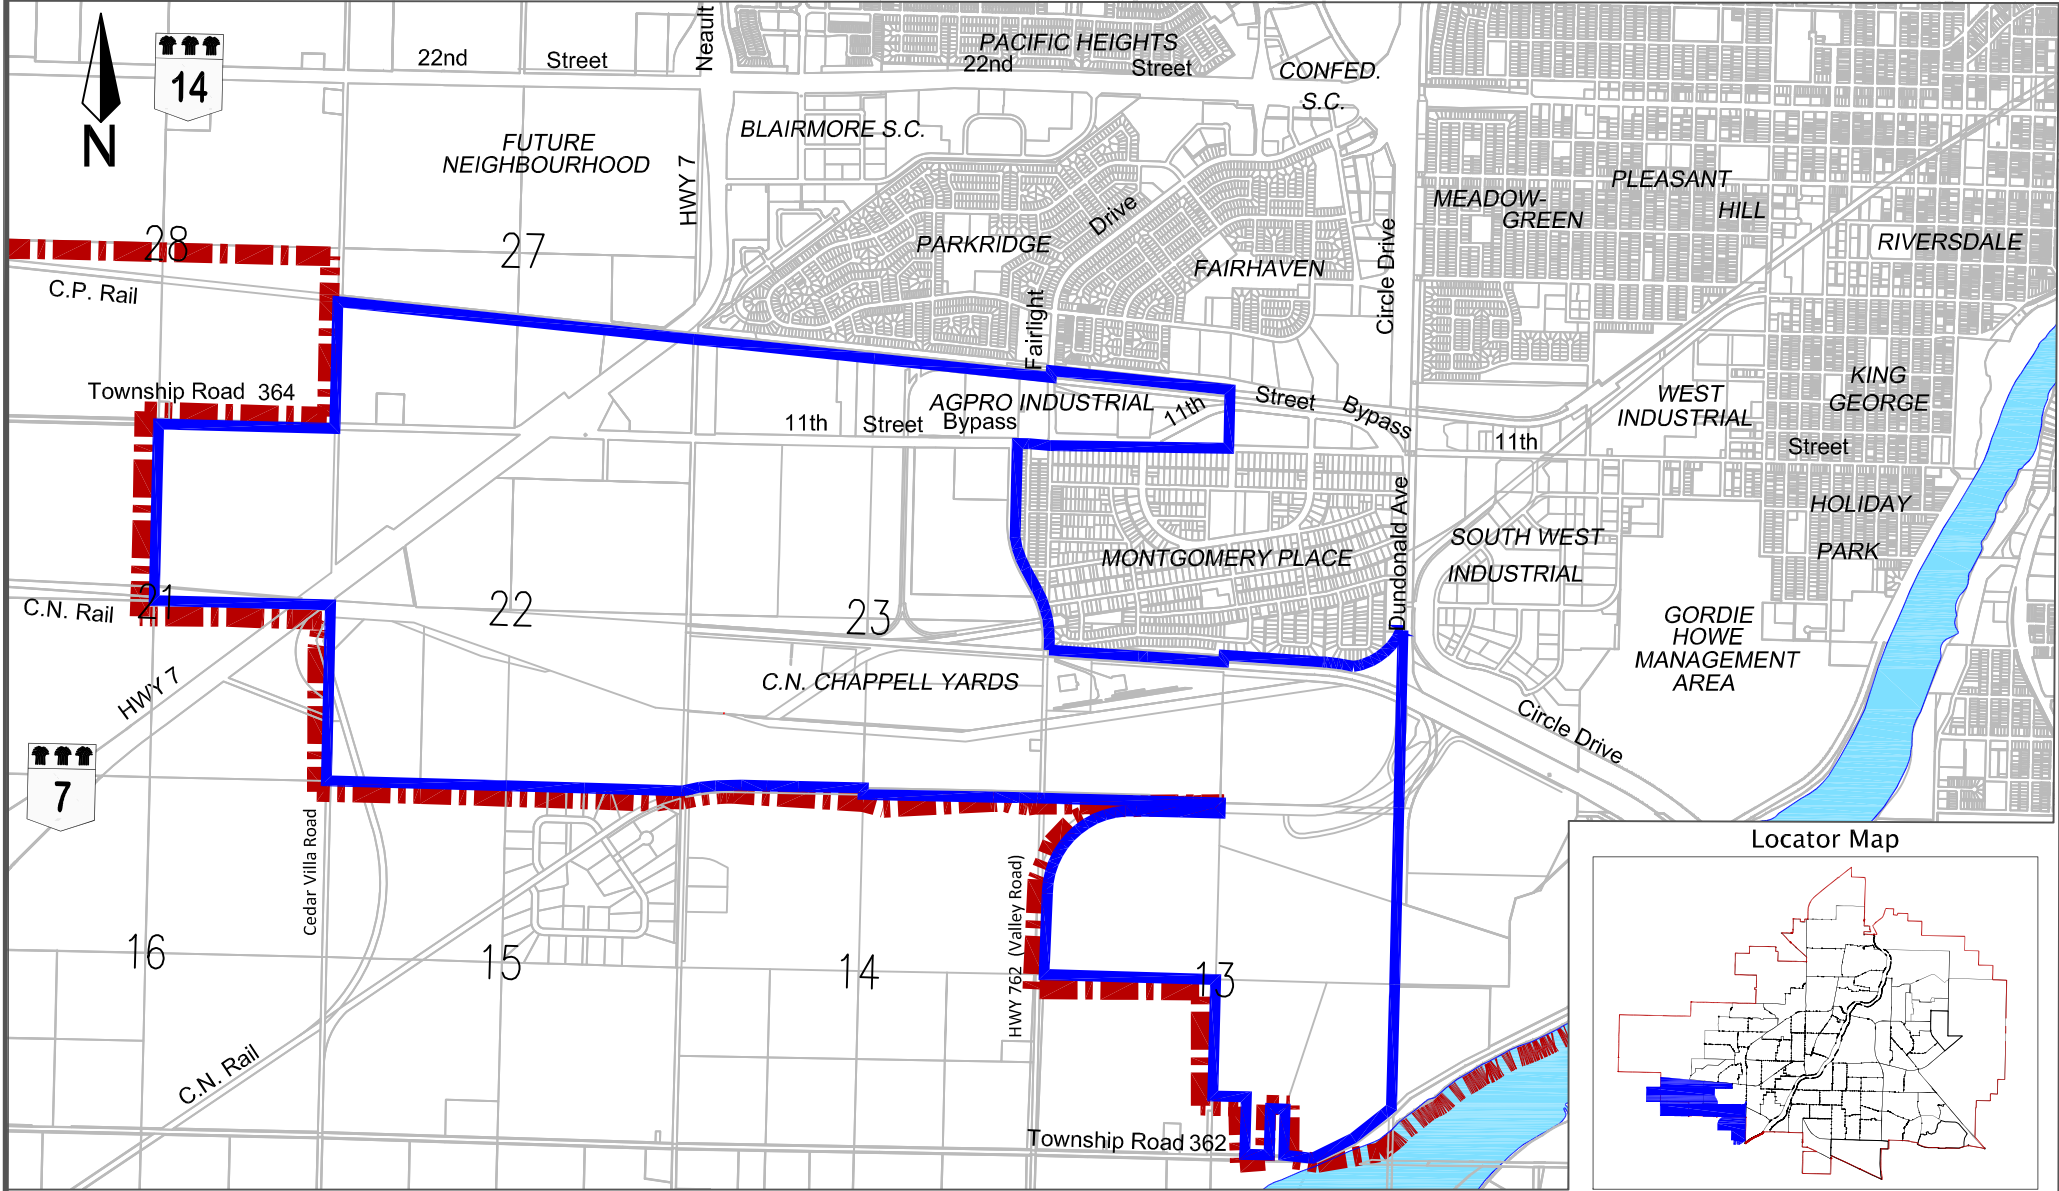 22nd Street
Neault
PACIFIC HEIGHTS
22nd Street
CONFED.
S.C.
14
N
BLAIRMORE S.C.
FUTURE
NEIGHBOURHOOD
HWY 7
PLEASANT
HILL
MEADOW-
GREEN
Drive
PARKRIDGE
FAIRHAVEN
Circle Drive
RIVERSDALE
28
27
C.P. Rail
Fairlight
Township Road 364
AGPRO INDUSTRIAL
11th Street Bypass
11th Street Bypass
11th Street
WEST
INDUSTRIAL
KING
GEORGE
HOLIDAY
PARK
Dundonald Ave
MONTGOMERY PLACE
SOUTH WEST
INDUSTRIAL
21
22
23
C.N. Rail
GORDIE
HOWE
MANAGEMENT
AREA
HWY 7
C.N. CHAPPELL YARDS
Circle Drive
7
Cedar Villa Road
HWY 762 (Valley Road)
16
15
14
13
C.N. Rail
Township Road 362
Locator Map